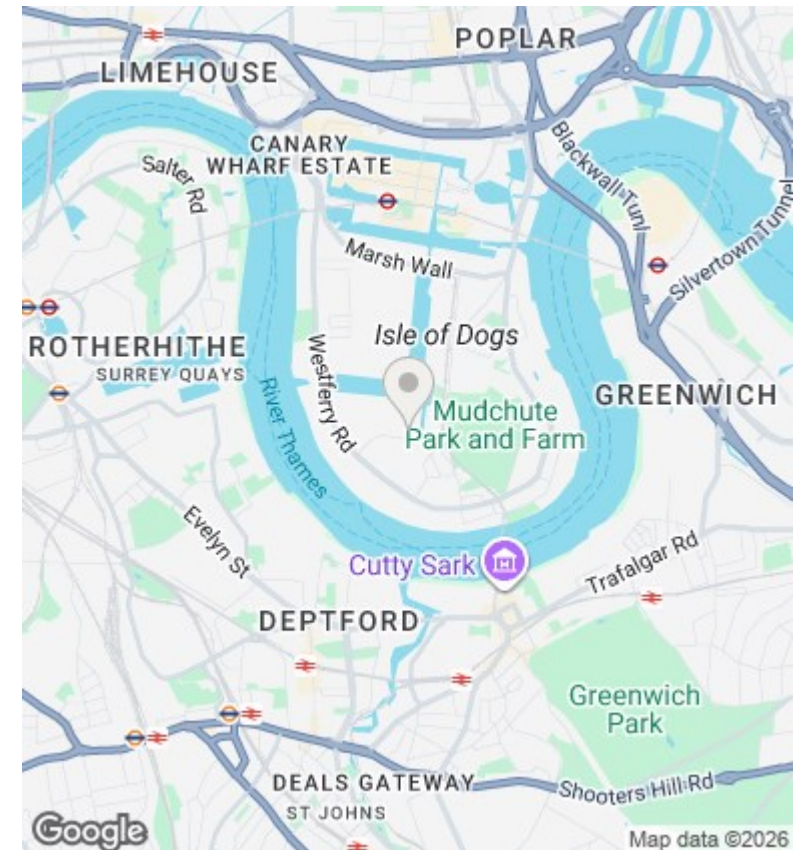 POPLAR
LIMEHOUSE
CANARY
WHARF ESTATE
Salter Rd
Blackwall Tunl
Silvertown Tunnel
Marsh Wall
Isle of Dogs
ROTHERHITHE
SURREY QUAYS
Westferry Rd
River Thames
GREENWICH
Mudchute
Park and Farm
Evelyn St
Cutty Sark
Trafalgar Rd
DEPTFORD
Greenwich
Park
DEALS GATEWAY
ST JOHNS
Shooters Hill Rd
Google
Map data ©2026